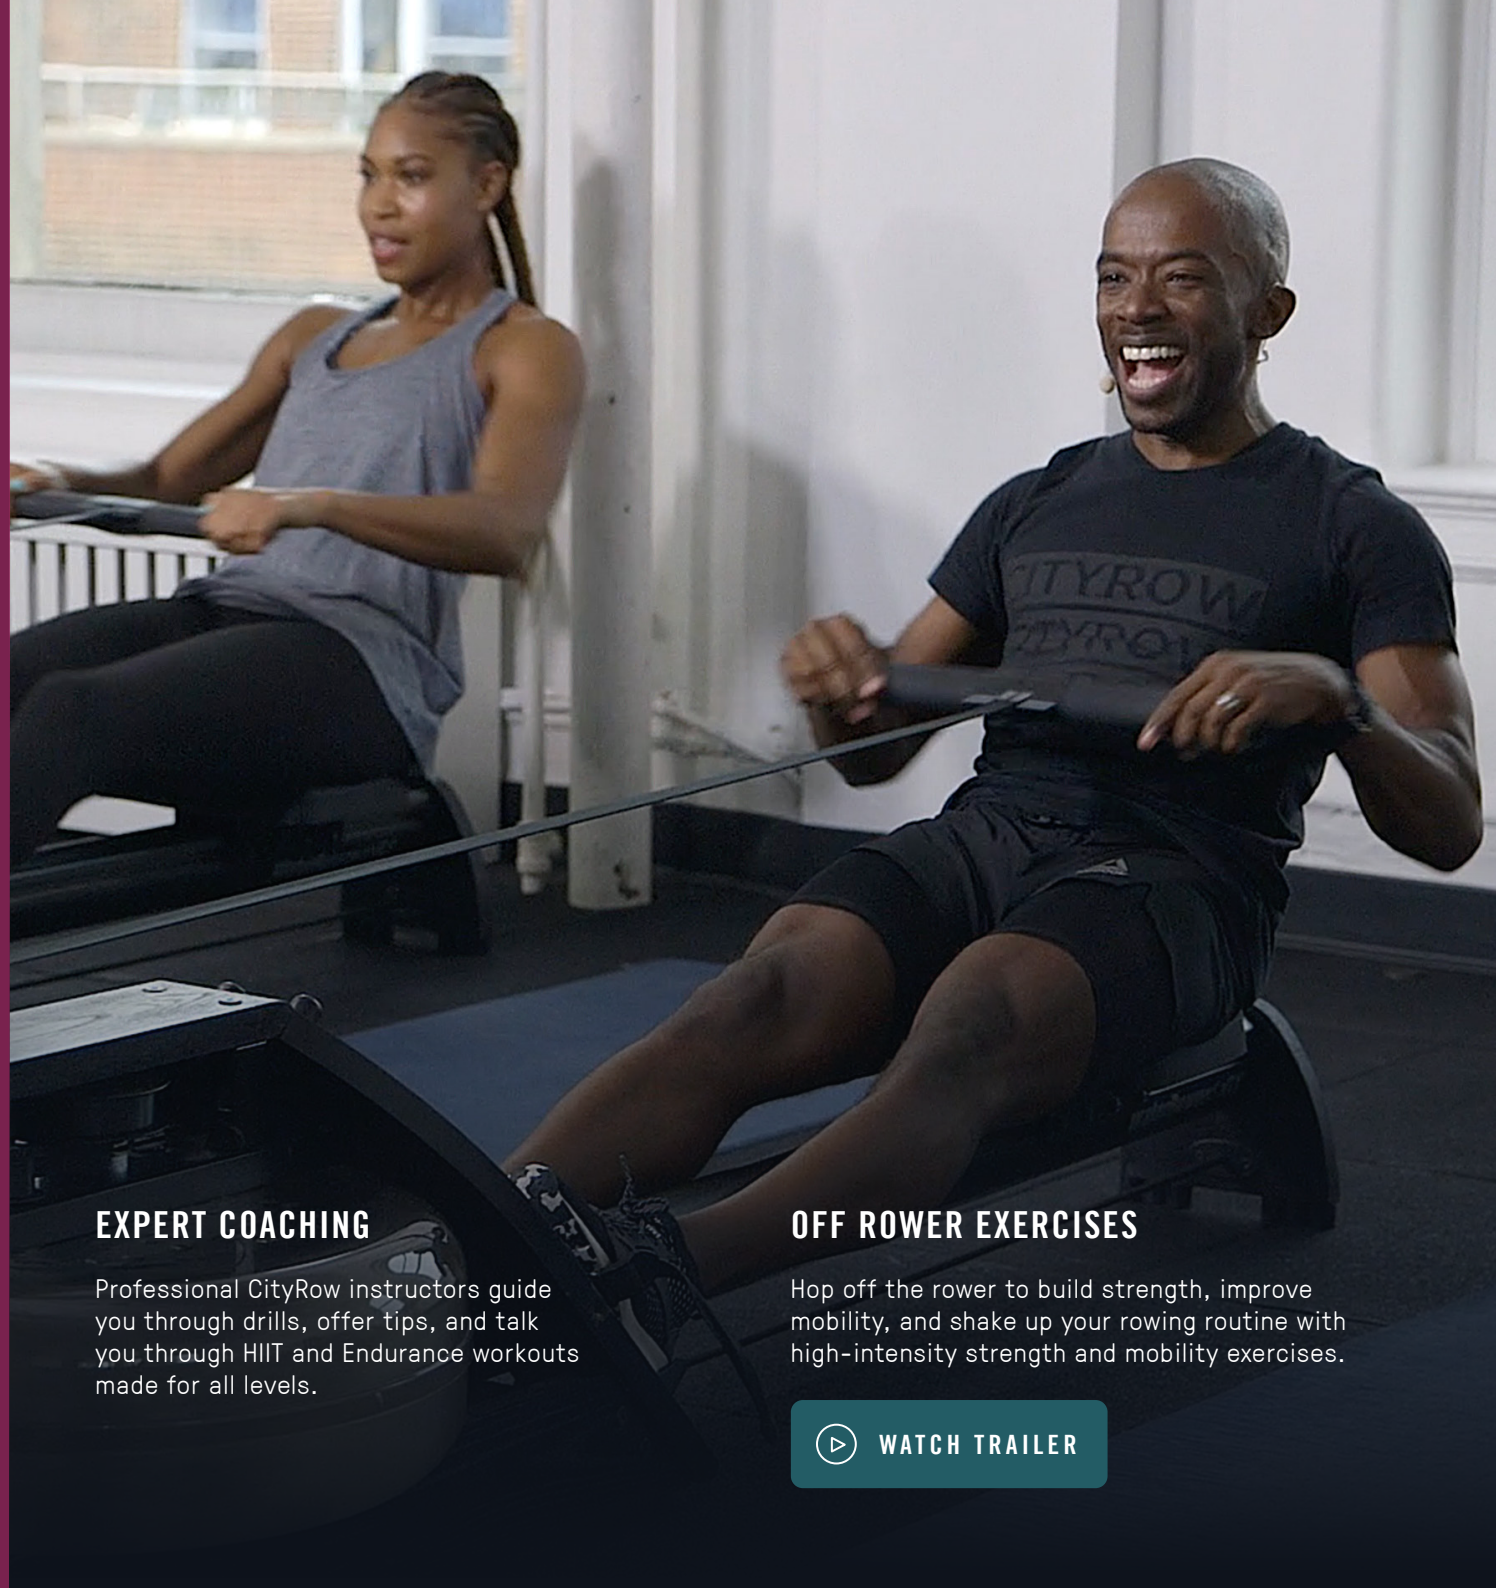 CITYROW
CITYROW
EXPERT COACHING
Professional CityRow instructors guide
you through drills, offer tips, and talk
you through HIIT and Endurance workouts
made for all levels.
OFF ROWER EXERCISES
Hop off the rower to build strength, improve
mobility, and shake up your rowing routine with
high-intensity strength and mobility exercises.
WATCH TRAILER